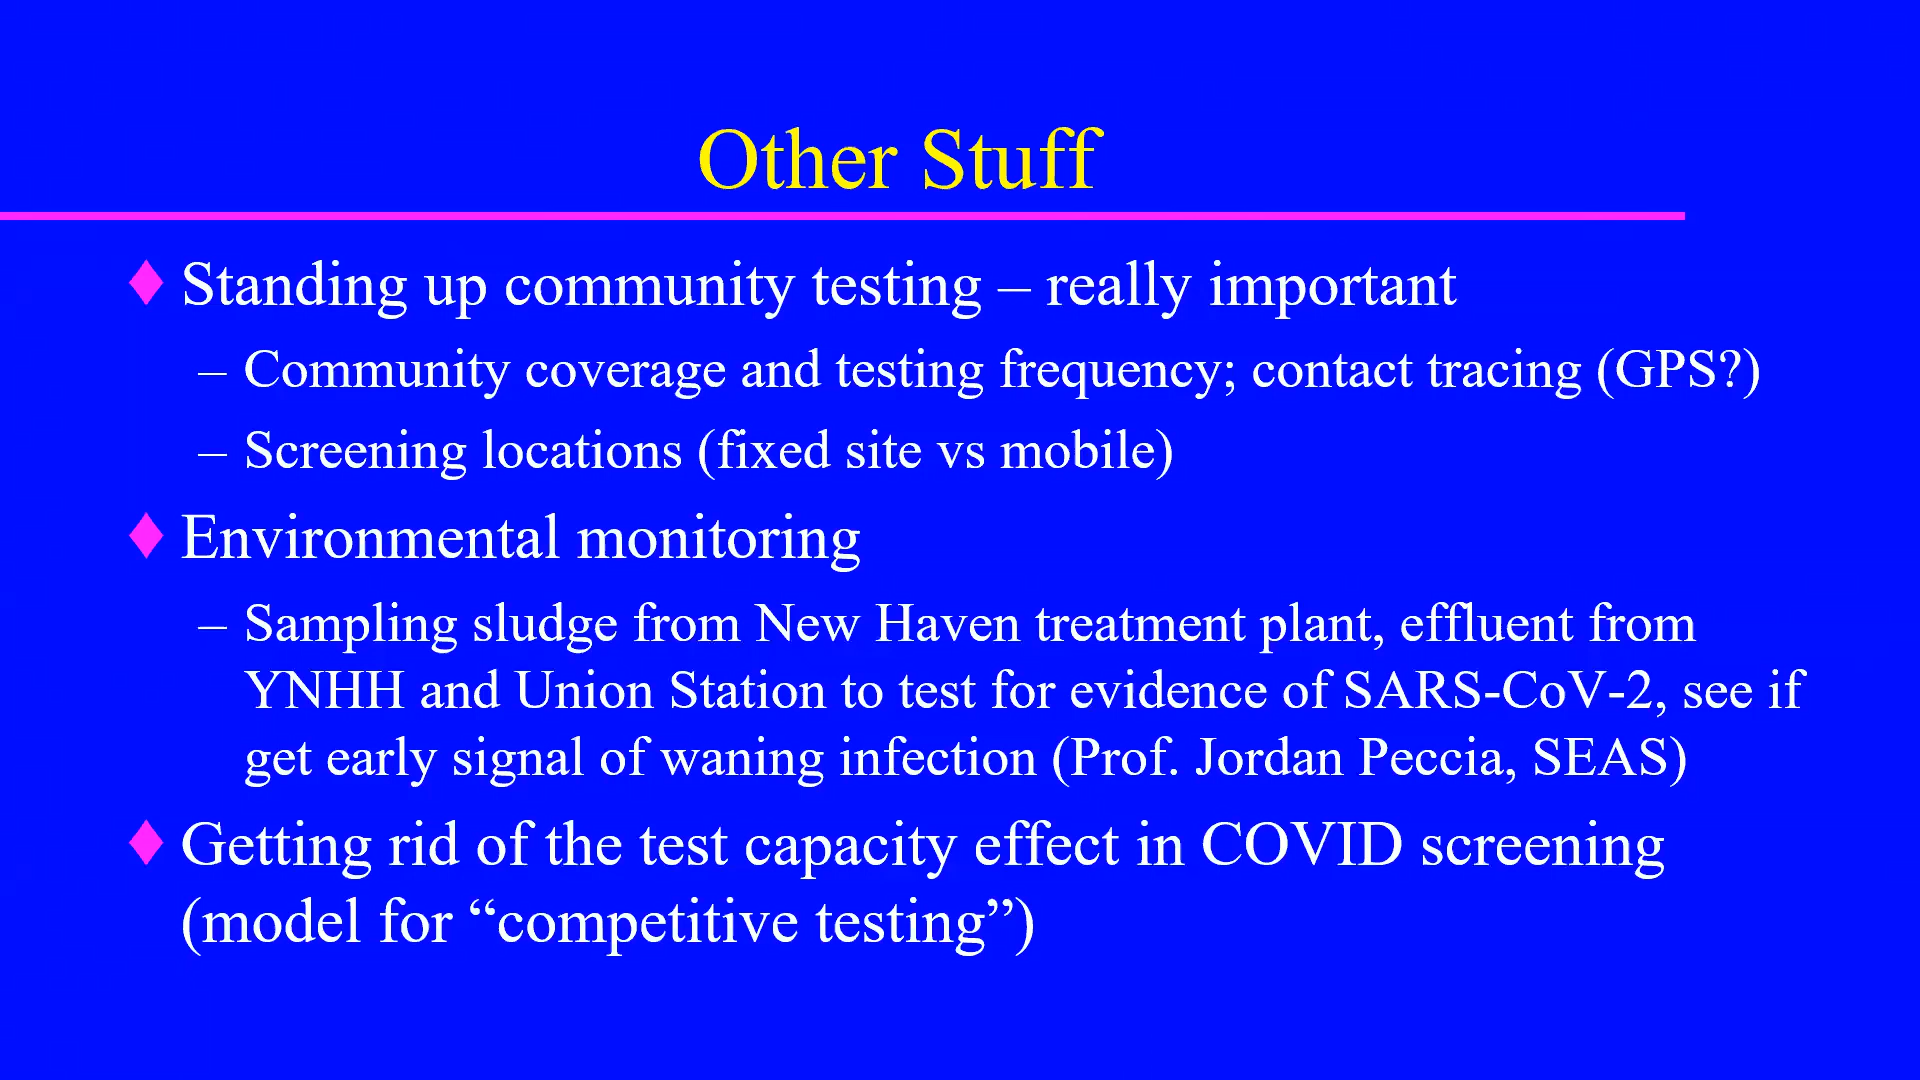 Other Stuff
♦ Standing up community testing – really important
– Community coverage and testing frequency; contact tracing (GPS?)
– Screening locations (fixed site vs mobile)
♦ Environmental monitoring
– Sampling sludge from New Haven treatment plant, effluent from
YNHH and Union Station to test for evidence of SARS-CoV-2, see if
get early signal of waning infection (Prof. Jordan Peccia, SEAS)
♦ Getting rid of the test capacity effect in COVID screening
(model for “competitive testing”)